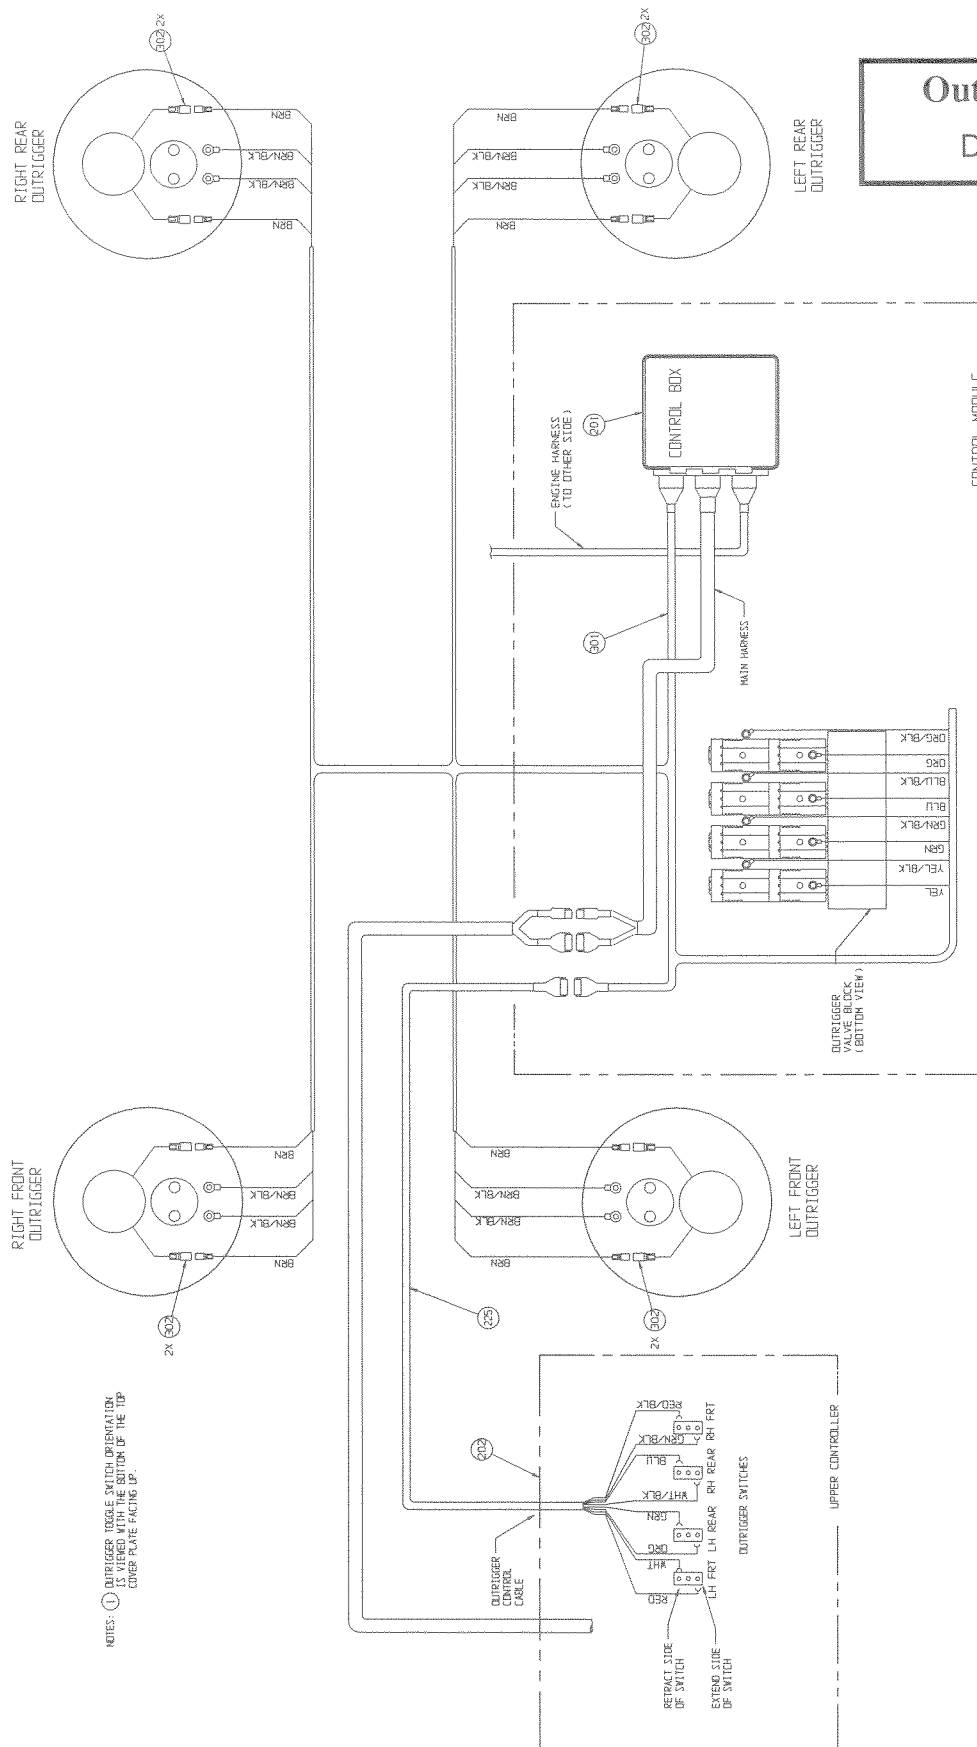 RIGHT REAR
OUTRIGGER
302 2X
BRN
BRN/BLK
BRN/BLK
BRN
302 2X
BRN
BRN/BLK
BRN/BLK
BRN
LEFT REAR
OUTRIGGER
Out
D
CONTROL BOX
201
ENGINE HARNESS
(TO OTHER SIDE)
301
MAIN HARNESS
CONTROL MODULE
ORG/BLK
ORG
BLU/BLK
BLU
GRN/BLK
GRN
YEL/BLK
YEL
OUTRIGGER
VALVE BLOCK
(BOTTOM VIEW)
RIGHT FRONT
OUTRIGGER
BRN
BRN/BLK
BRN/BLK
BRN
2X 302
BRN
BRN/BLK
BRN/BLK
BRN
LEFT FRONT
OUTRIGGER
2X 302
225
NOTES: 1 OUTRIGGER TOGGLE SWITCH ORIENTATION
IS VIEWED WITH THE BOTTOM OF THE TOP
COVER PLATE FACING UP.
202
OUTRIGGER
CONTROL
CABLE
RED/BLK
GRN/BLK
BLU
WHT/BLK
GRN
ORG
WHT
RED
LH FRT LH REAR RH REAR RH FRT
OUTRIGGER SWITCHES
RETRACT SIDE
OF SWITCH
EXTEND SIDE
OF SWITCH
UPPER CONTROLLER